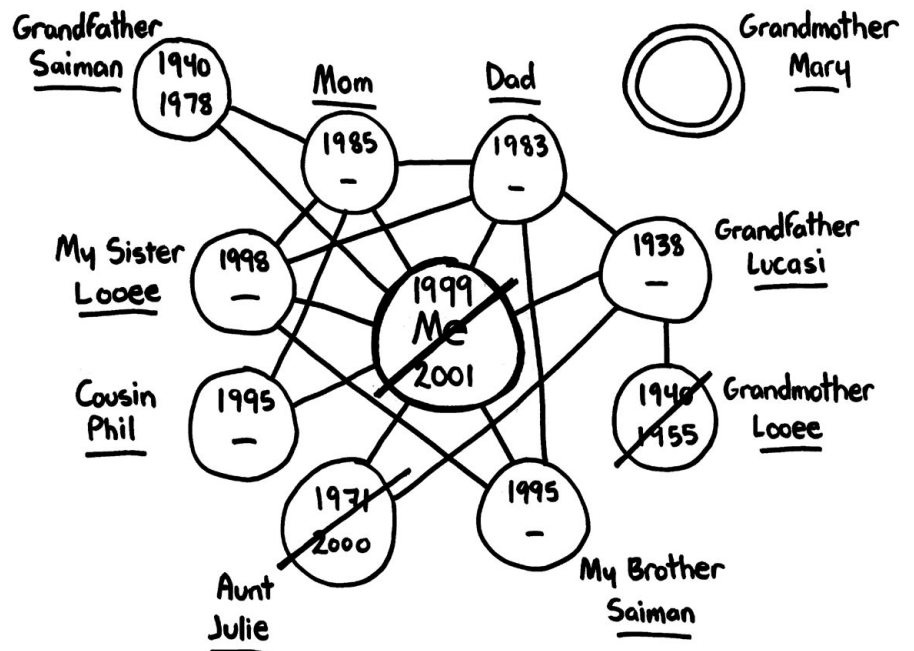 Grandfather
Saiman
1940
1978
Mom
1985
–
Dad
1983
–
Grandmother
Mary
My Sister
Looee
1998
–
1999
Me
2001
1938
–
Grandfather
Lucasi
Cousin
Phil
1995
–
1940
1955
Grandmother
Looee
1971
2000
Aunt
Julie
1995
–
My Brother
Saiman